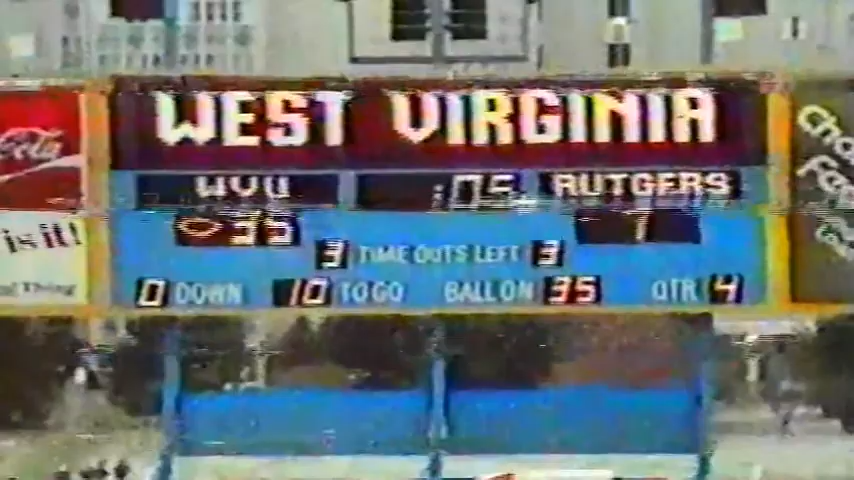 WEST VIRGINIA
WVU :05 RUTGERS
35
3 TIME OUTS LEFT 3
0 DOWN 10 TO GO BALL ON 35 QTR 4
is it!